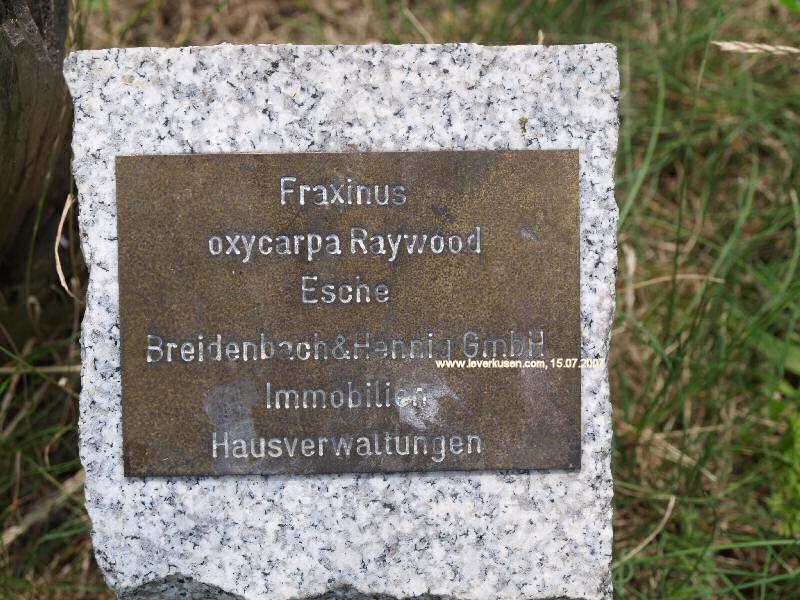 Fraxinus
oxycarpa Raywood
Esche
Breidenbach&Hennig GmbH
www.leverkusen.com, 15.07.2007
Immobilien
Hausverwaltungen